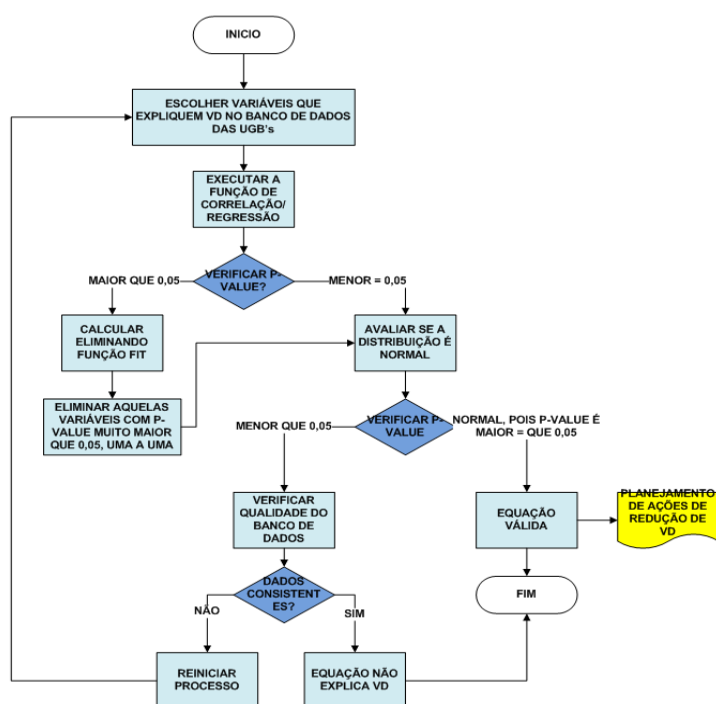 INICIO
ESCOLHER VARIÁVEIS QUE
EXPLIQUEM VD NO BANCO DE DADOS
DAS UGB's
EXECUTAR A
FUNÇÃO DE
CORRELAÇÃO/
REGRESSÃO
MAIOR QUE 0,05
VERIFICAR P-
VALUE?
MENOR = 0,05
CALCULAR
ELIMINANDO
FUNÇÃO FIT
AVALIAR SE A
DISTRIBUIÇÃO É
NORMAL
ELIMINAR AQUELAS
VARIÁVEIS COM P-
VALUE MUITO MAIOR
QUE 0,05, UMA A UMA
MENOR QUE 0,05
VERIFICAR P-
VALUE
NORMAL, POIS P-VALUE É
MAIOR = QUE 0,05
VERIFICAR
QUALIDADE DO
BANCO DE
DADOS
EQUAÇÃO
VÁLIDA
PLANEJAMENTO
DE AÇÕES DE
REDUÇÃO DE
VD
DADOS
CONSISTENT
ES?
FIM
NÃO
SIM
REINICIAR
PROCESSO
EQUAÇÃO NÃO
EXPLICA VD